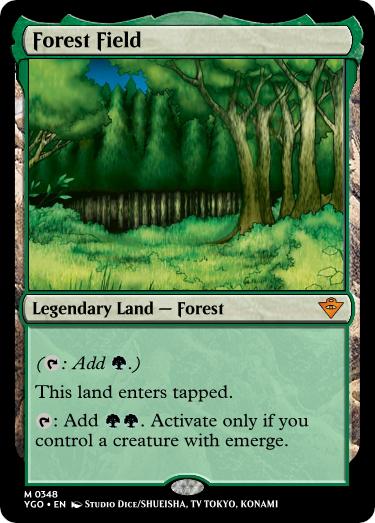 Forest Field
Legendary Land — Forest
(: Add .)
This land enters tapped.
: Add . Activate only if you
control a creature with emerge.
M 0348
YGO • EN Studio Dice/SHUEISHA, TV TOKYO, KONAMI